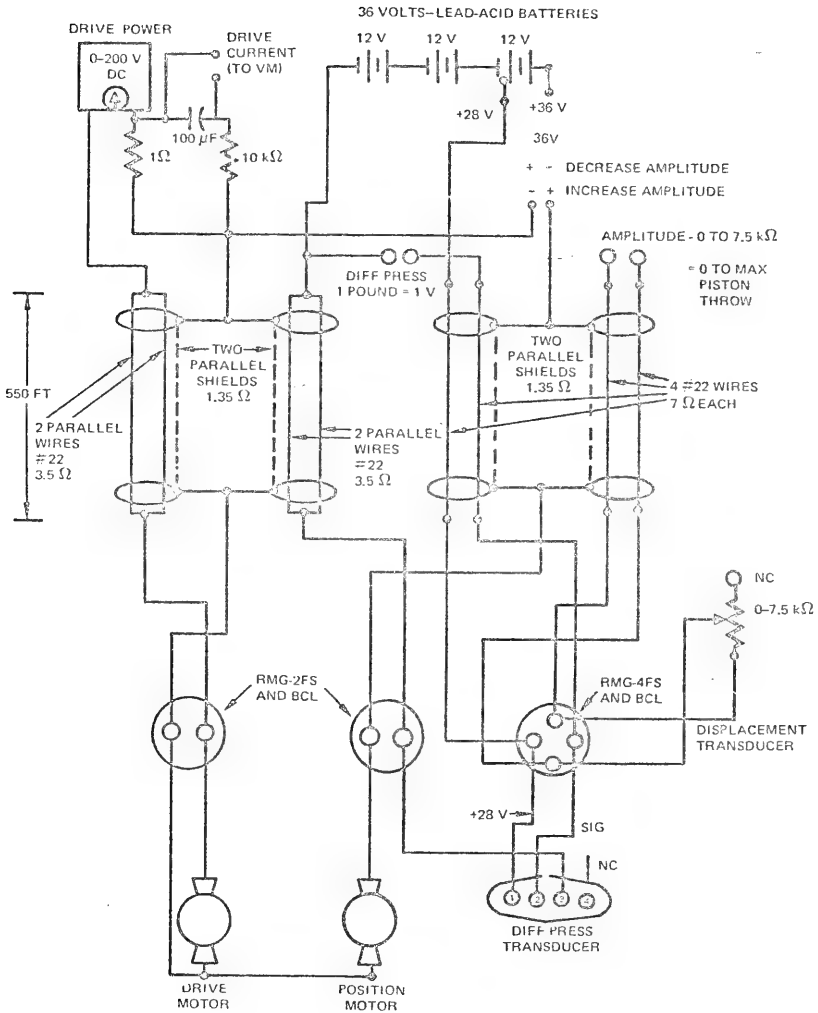 36 VOLTS–LEAD-ACID BATTERIES
DRIVE POWER
0–200 V
DC
A
DRIVE
CURRENT
(TO VM)
12 V
12 V
12 V
100 µF
1Ω
10 kΩ
+28 V
+36 V
36V
+ – DECREASE AMPLITUDE
– + INCREASE AMPLITUDE
AMPLITUDE - 0 TO 7.5 kΩ
= 0 TO MAX
PISTON
THROW
DIFF PRESS
1 POUND = 1 V
550 FT
TWO
PARALLEL
SHIELDS
1.35 Ω
TWO
PARALLEL
SHIELDS
1.35 Ω
4 #22 WIRES
7 Ω EACH
2 PARALLEL
WIRES
#22
3.5 Ω
2 PARALLEL
WIRES
#22
3.5 Ω
NC
0–7.5 kΩ
RMG-2FS
AND BCL
RMG-4FS
AND BCL
DISPLACEMENT
TRANSDUCER
+28 V
SIG
NC
1 2 3 4
DIFF PRESS
TRANSDUCER
DRIVE
MOTOR
POSITION
MOTOR